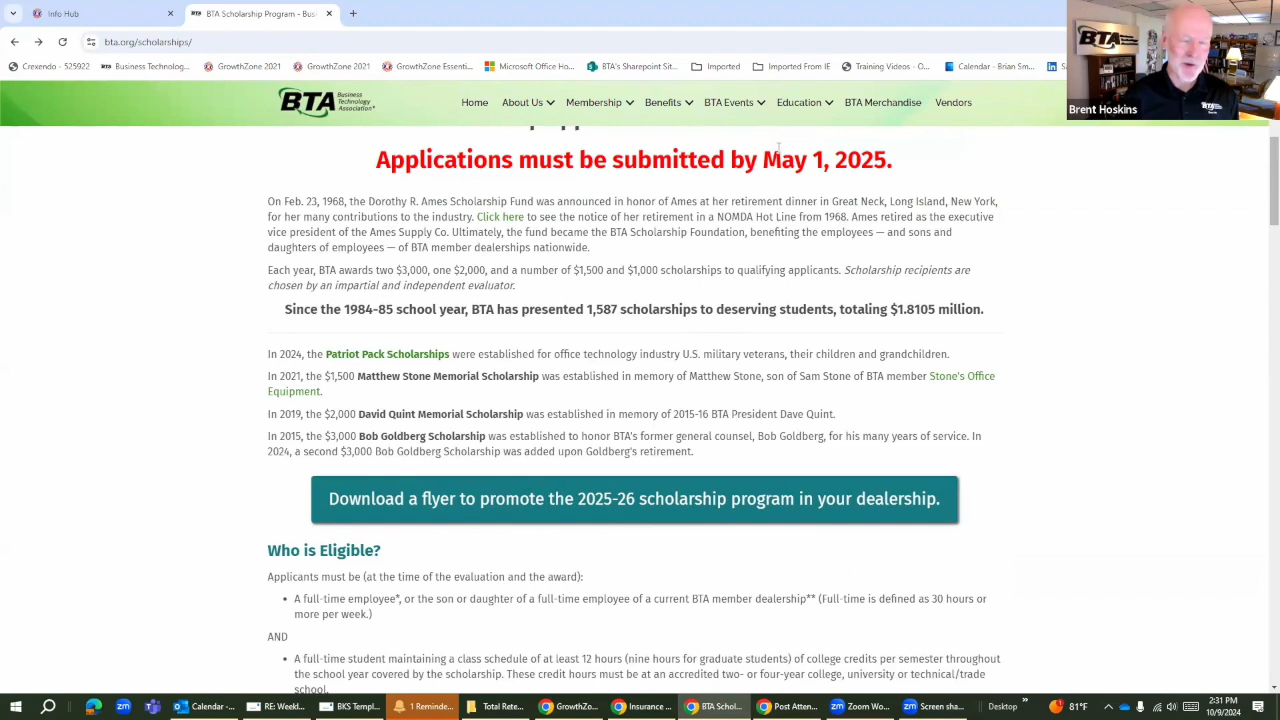 INFO Hub
BTA Scholarship Program - Bus
bta.org/scholarships/
Crexendo - 525922
Business Technolog...
GrowthZone 2021
GrowthZone 2021
GrowthZone Essenti...
Microsoft Office Ho...
BTA's Sharepoint Sit...
Imported
Imported From IE
Training Videos - O...
Calendar - Brian Sm...
BTA
Business
Technology
Association
Home
About Us
Membership
Benefits
BTA Events
Education
BTA Merchandise
Vendors
BTA
Brent Hoskins
Applications must be submitted by May 1, 2025.
On Feb. 23, 1968, the Dorothy R. Ames Scholarship Fund was announced in honor of Ames at her retirement dinner in Great Neck, Long Island, New York,
for her many contributions to the industry. Click here to see the notice of her retirement in a NOMDA Hot Line from 1968. Ames retired as the executive
vice president of the Ames Supply Co. Ultimately, the fund became the BTA Scholarship Foundation, benefiting the employees — and sons and
daughters of employees — of BTA member dealerships nationwide.
Each year, BTA awards two $3,000, one $2,000, and a number of $1,500 and $1,000 scholarships to qualifying applicants. Scholarship recipients are
chosen by an impartial and independent evaluator.
Since the 1984-85 school year, BTA has presented 1,587 scholarships to deserving students, totaling $1.8105 million.
In 2024, the Patriot Pack Scholarships were established for office technology industry U.S. military veterans, their children and grandchildren.
In 2021, the $1,500 Matthew Stone Memorial Scholarship was established in memory of Matthew Stone, son of Sam Stone of BTA member Stone's Office
Equipment.
In 2019, the $2,000 David Quint Memorial Scholarship was established in memory of 2015-16 BTA President Dave Quint.
In 2015, the $3,000 Bob Goldberg Scholarship was established to honor BTA's former general counsel, Bob Goldberg, for his many years of service. In
2024, a second $3,000 Bob Goldberg Scholarship was added upon Goldberg's retirement.
Download a flyer to promote the 2025-26 scholarship program in your dealership.
Who is Eligible?
Applicants must be (at the time of the evaluation and the award):
• A full-time employee*, or the son or daughter of a full-time employee of a current BTA member dealership** (Full-time is defined as 30 hours or
more per week.)
AND
• A full-time student maintaining a class schedule of at least 12 hours (nine hours for graduate students) of college credits per semester throughout
the school year covered by the scholarship. These credit hours must be at an accredited two- or four-year college, university or technical/trade
school.
Calendar - ...
RE: Week...
BKS Templ...
1 Reminde...
Total Rete...
GrowthZo...
Insurance ...
BTA Schol...
Post Atten...
Zoom Wo...
Screen sha...
Desktop
81°F
2:31 PM
10/9/2024